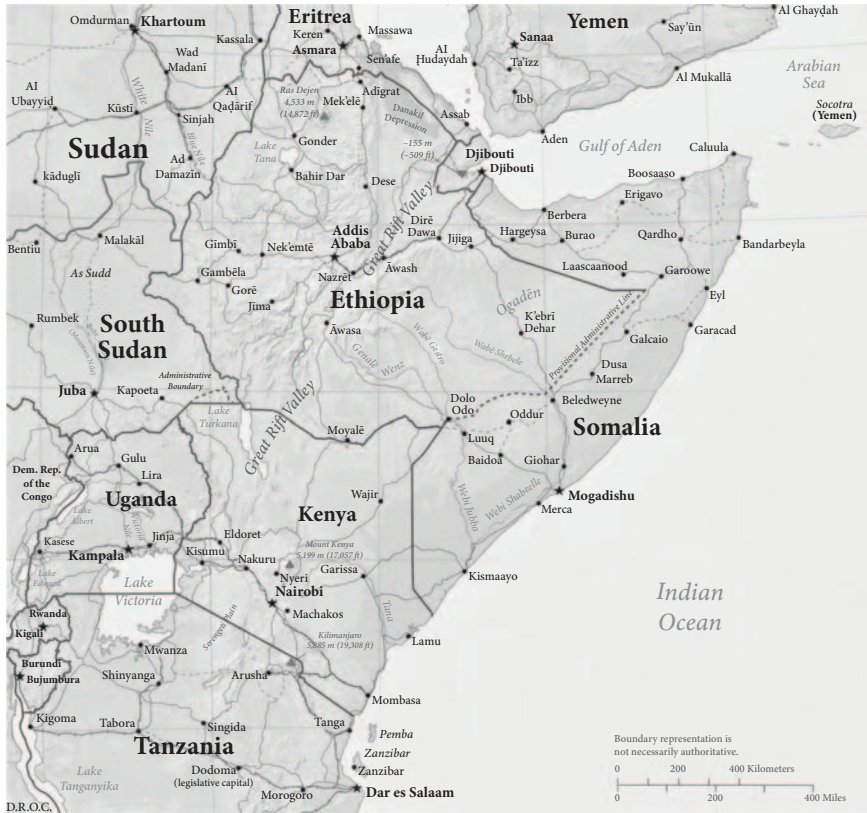 Omdurman
Khartoum
Eritrea
Yemen
Al Ghayḑah
Kassala
Keren
Massawa
Asmara
Sanaa
Say'ūn
Al
Ḩudaydah
Wad
Madanī
Sen'afe
Ta'izz
Al Mukallā
Arabian
Sea
Al
Ubayyid
Al
Qaḑārif
Ras Dejen
4,533 m
(14,872 ft)
Adigrat
Mek'elē
Ibb
Socotra
(Yemen)
White
Nile
Kūstī
Sinjah
Danakil
Depression
Assab
Aden
Sudan
Blue Nile
Gonder
–155 m
(–509 ft)
Gulf of Aden
Caluula
Lake
Tana
Djibouti
Djibouti
Ad
Damazīn
kāduglī
Bahir Dar
Dese
Boosaaso
Great Rift Valley
Erigavo
Berbera
Malakāl
Bentiu
Addis
Ababa
Dirē
Dawa
Jijiga
Hargeysa
Burao
Qardho
Bandarbeyla
Gīmbī
Nek'emtē
As Sudd
Gambēla
Gorē
Nazrēt
Āwash
Laascaanood
Garoowe
Jīma
Ethiopia
Ogadēn
Eyl
Rumbek
South
Sudan
(Mountain Nile)
Āwasa
K'ebrī
Dehar
Garacad
Galcaio
Genalē
Wenz
Wabē Gestro
Wabē Shebelē
Provisional Administrative Line
Dusa
Marreb
Juba
Kapoeta
Administrative
Boundary
Lake
Turkana
Great Rift Valley
Dolo
Odo
Oddur
Beledweyne
Somalia
Moyalē
Luuq
Baidoa
Giohar
Arua
Gulu
Lira
Dem. Rep.
of the
Congo
Uganda
Wajir
Kenya
Webi Jubba
Webi Shabeelle
Mogadishu
Merca
Lake
Albert
Victoria
Nile
Kasese
Kampala
Jinja
Eldoret
Kisumu
Nakuru
Mount Kenya
5,199 m (17,057 ft)
Nyeri
Garissa
Kismaayo
Lake
Edward
Lake
Victoria
Nairobi
Machakos
Tana
Indian
Ocean
Rwanda
Kigali
Serengeti Plain
Kilimanjaro
5,885 m (19,308 ft)
Lamu
Mwanza
Burundi
Bujumbura
Shinyanga
Arusha
Mombasa
Kigoma
Tabora
Singida
Tanga
Pemba
Tanzania
Zanzibar
Zanzibar
Boundary representation is
not necessarily authoritative.
Lake
Tanganyika
Dodoma
(legislative capital)
Morogoro
Dar es Salaam
0 200 400 Kilometers
0 200 400 Miles
D.R.O.C.